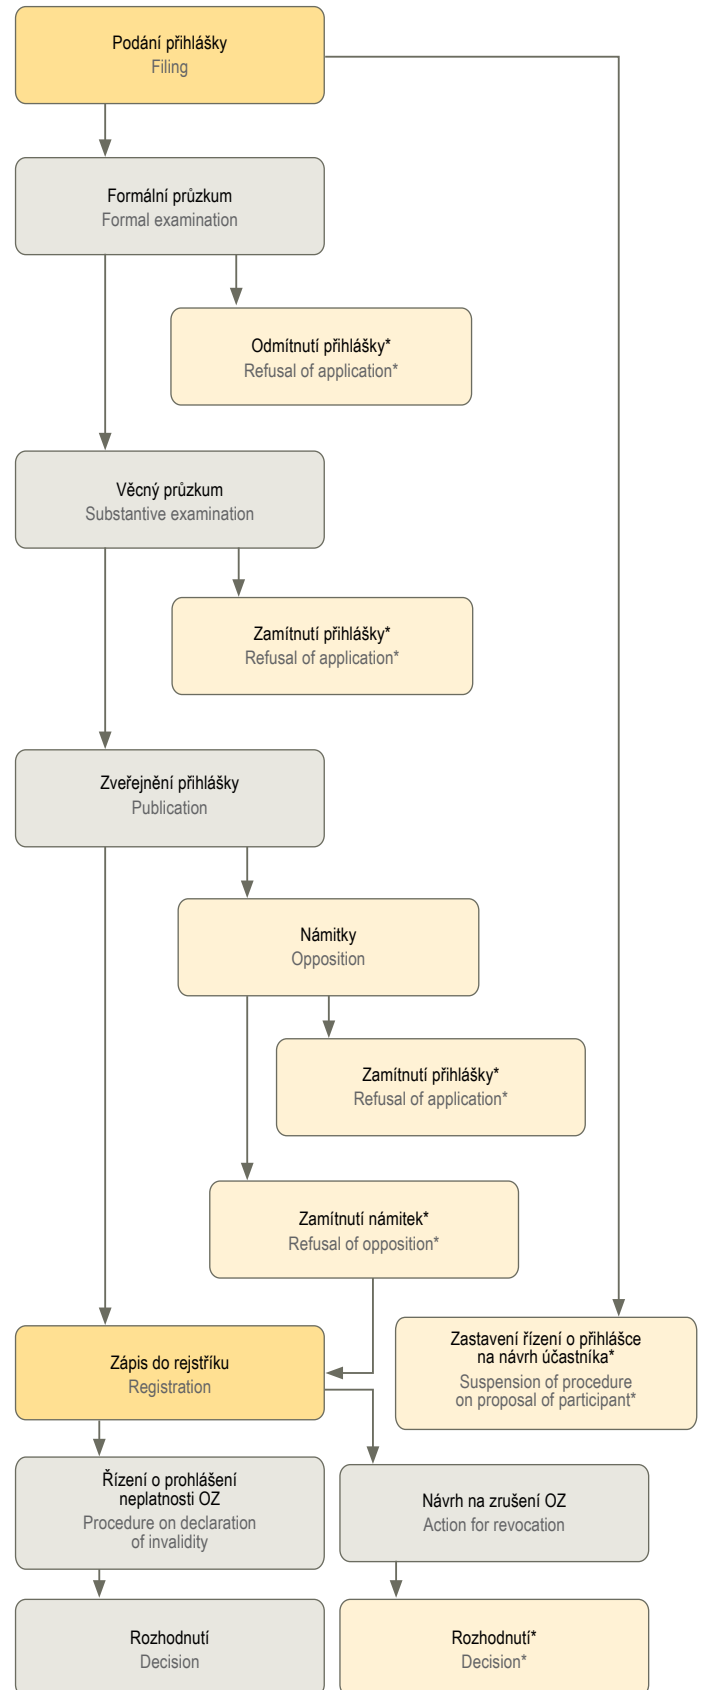 Podání přihlášky
Filing
Formální průzkum
Formal examination
Odmítnutí přihlášky*
Refusal of application*
Věcný průzkum
Substantive examination
Zamítnutí přihlášky*
Refusal of application*
Zveřejnění přihlášky
Publication
Námitky
Opposition
Zamítnutí přihlášky*
Refusal of application*
Zamítnutí námitek*
Refusal of opposition*
Zápis do rejstříku
Registration
Zastavení řízení o přihlášce
na návrh účastníka*
Suspension of procedure
on proposal of participant*
Řízení o prohlášení
neplatnosti OZ
Procedure on declaration
of invalidity
Návrh na zrušení OZ
Action for revocation
Rozhodnutí
Decision
Rozhodnutí*
Decision*